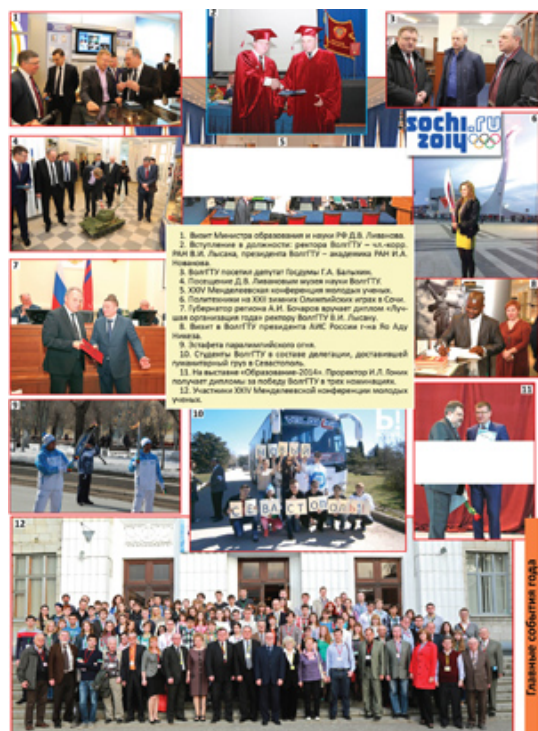 1
2
3
sochi.ru
2014
4
5
6
1. Визит Министра образования и науки РФ Д.В. Ливанова.
2. Вступление в должности: ректора ВолгГТУ – чл.-корр.
РАН В.И. Лысака, президента ВолгГТУ – академика РАН И.А.
Новакова.
3. ВолгГТУ посетил депутат Госдумы Г.А. Балыхин.
4. Посещение Д.В. Ливановым музея науки ВолгГТУ.
5. XXIV Менделеевская конференция молодых ученых.
6. Политехники на XXII зимних Олимпийских играх в Сочи.
7. Губернатор региона А.И. Бочаров вручает диплом «Луч-
шая организация года» ректору ВолгГТУ В.И. Лысаку.
8. Визит в ВолгГТУ президента АИС России г-на Яо Аду
9. Эстафета паралимпийского огня.
10. Студенты ВолгГТУ в составе делегации, доставившей
гуманитарный груз в Севастополь.
11. На выставке «Образование-2014». Проректор И.Л. Гоник
получает дипломы за победу ВолгГТУ в трех номинациях.
12. Участники XXIV Менделеевской конференции молодых
ученых.
7
8
9
10
11
СЕВАСТОПОЛЬ!
12
Главные события года